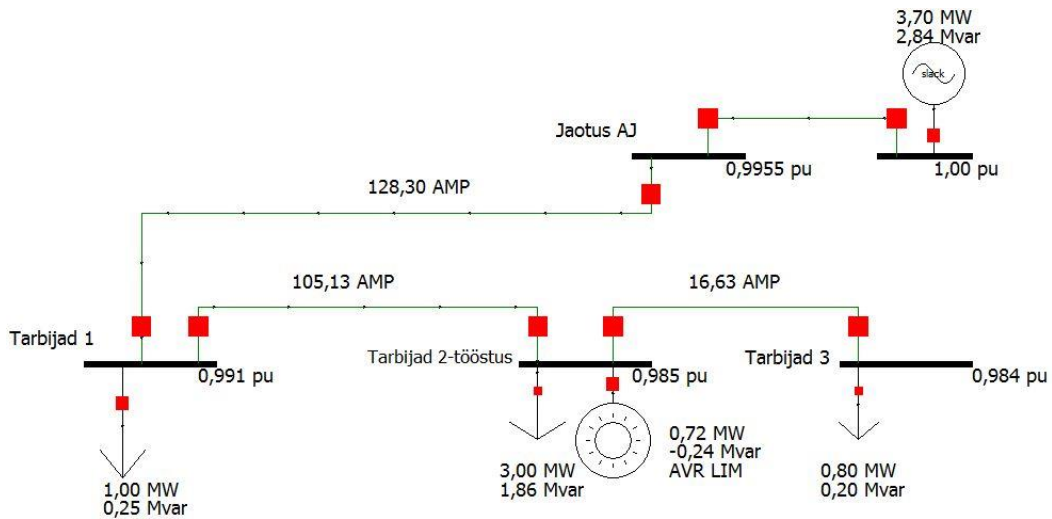 3,70 MW
2,84 Mvar
slack
Jaotus AJ
0,9955 pu
1,00 pu
128,30 AMP
105,13 AMP
16,63 AMP
Tarbijad 1
0,991 pu
Tarbijad 2-tööstus
0,985 pu
Tarbijad 3
0,984 pu
1,00 MW
0,25 Mvar
3,00 MW
1,86 Mvar
0,72 MW
-0,24 Mvar
AVR LIM
0,80 MW
0,20 Mvar